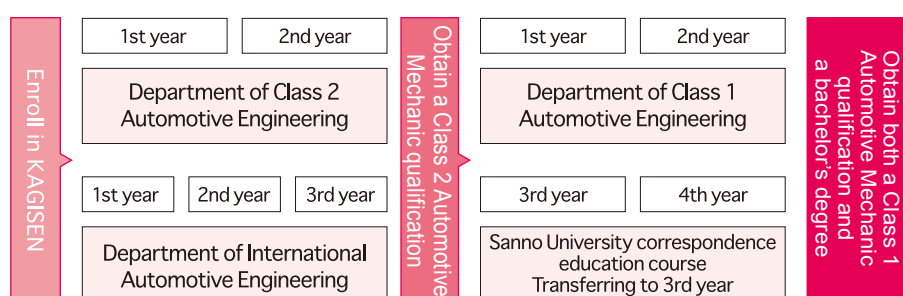 Enroll in KAGISEN
1st year
2nd year
Department of Class 2
Automotive Engineering
1st year
2nd year
3rd year
Department of International
Automotive Engineering
Obtain a Class 2 Automotive
Mechanic qualification
1st year
2nd year
Department of Class 1
Automotive Engineering
3rd year
4th year
Sanno University correspondence
education course
Transferring to 3rd year
Obtain both a Class 1
Automotive Mechanic
qualification and
a bachelor's degree